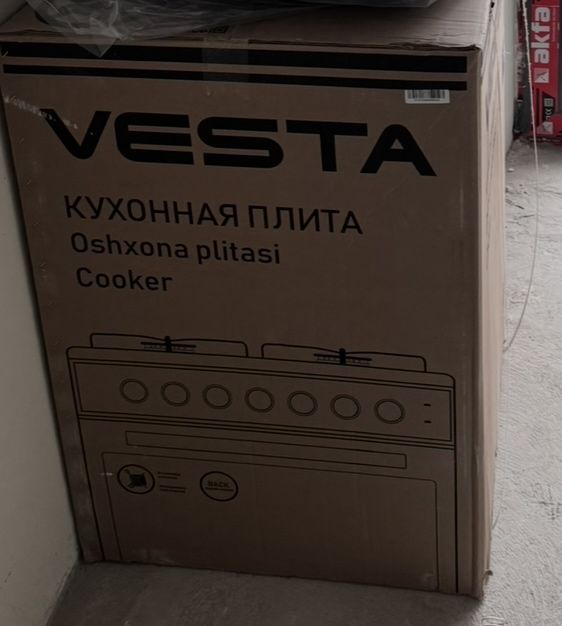 VESTA
КУХОННАЯ ПЛИТА
Oshxona plitasi
Cooker
BACK
akfa